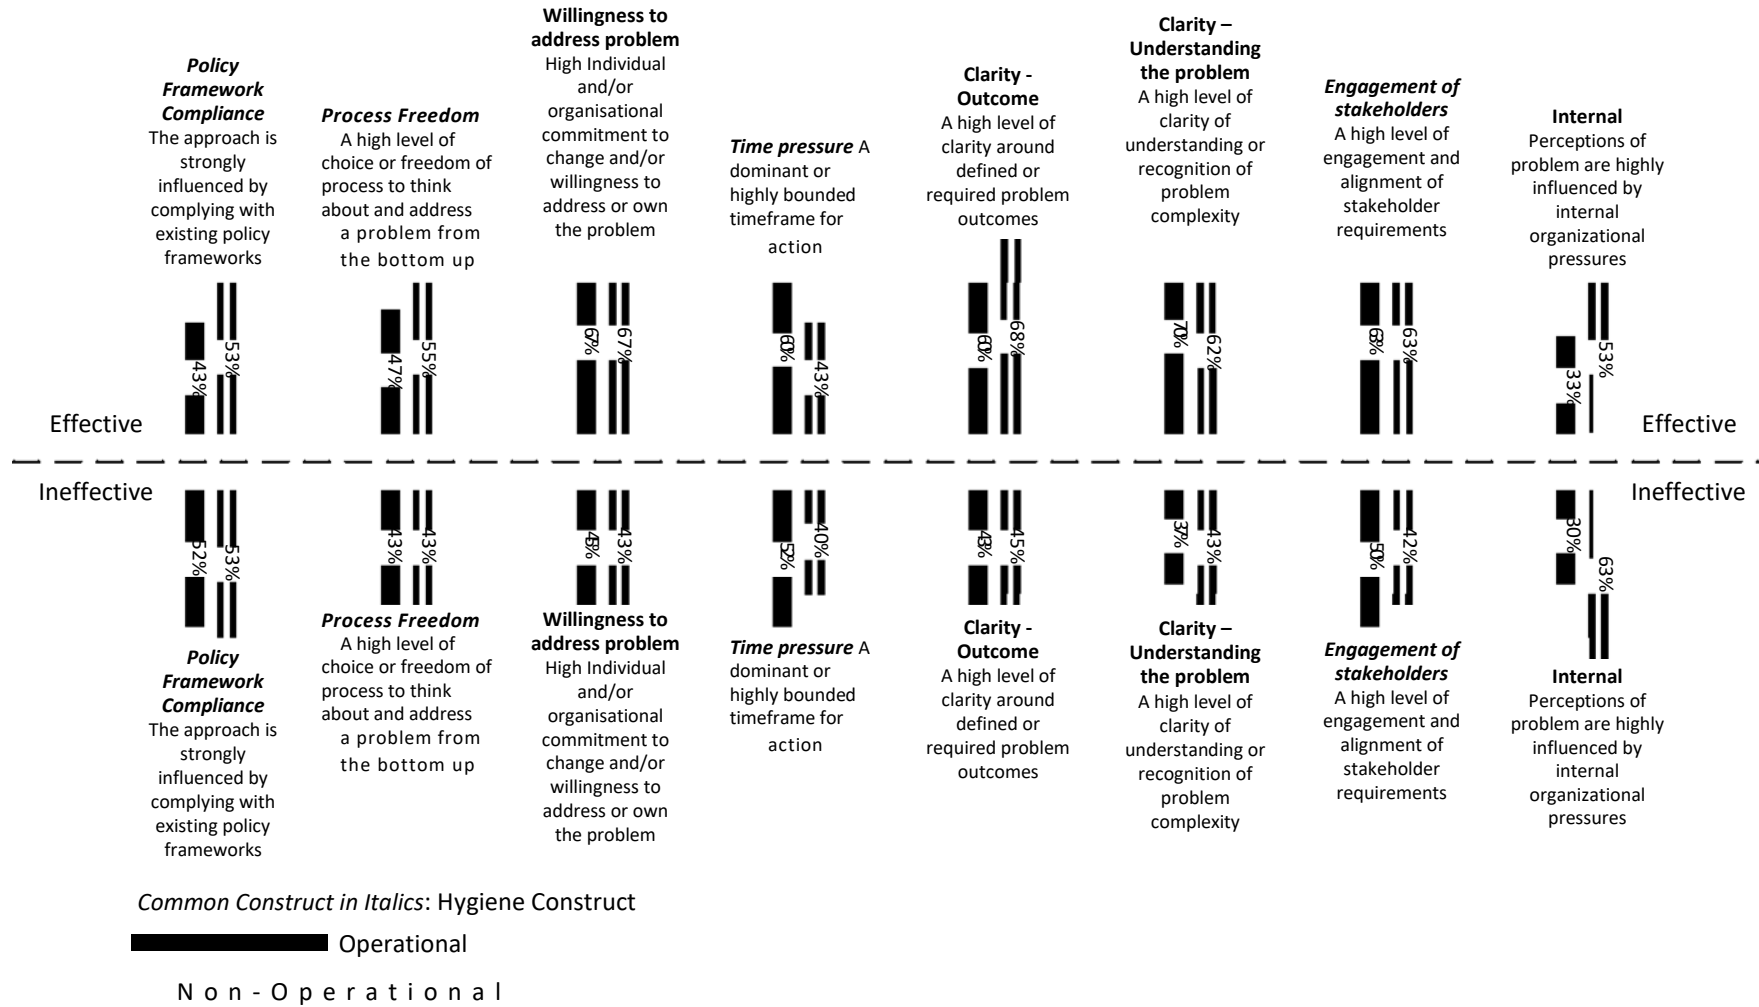 Policy
Framework
Compliance
The approach is
strongly
influenced by
complying with
existing policy
frameworks
Process Freedom
A high level of
choice or freedom of
process to think
about and address
a problem from
the bottom up
Willingness to
address problem
High Individual
and/or
organisational
commitment to
change and/or
willingness to
address or own
the problem
Time pressure A
dominant or
highly bounded
timeframe for
action
Clarity -
Outcome
A high level of
clarity around
defined or
required problem
outcomes
Clarity –
Understanding
the problem
A high level of
clarity of
understanding or
recognition of
problem
complexity
Engagement of
stakeholders
A high level of
engagement and
alignment of
stakeholder
requirements
Internal
Perceptions of
problem are highly
influenced by
internal
organizational
pressures
43%
53%
47%
55%
67%
67%
60%
43%
60%
68%
70%
62%
63%
63%
33%
53%
Effective
Effective
Ineffective
Ineffective
52%
53%
43%
43%
45%
43%
52%
40%
43%
45%
37%
43%
50%
42%
30%
63%
Policy
Framework
Compliance
The approach is
strongly
influenced by
complying with
existing policy
frameworks
Process Freedom
A high level of
choice or freedom of
process to think
about and address
a problem from
the bottom up
Willingness to
address problem
High Individual
and/or
organisational
commitment to
change and/or
willingness to
address or own
the problem
Time pressure A
dominant or
highly bounded
timeframe for
action
Clarity -
Outcome
A high level of
clarity around
defined or
required problem
outcomes
Clarity –
Understanding
the problem
A high level of
clarity of
understanding or
recognition of
problem
complexity
Engagement of
stakeholders
A high level of
engagement and
alignment of
stakeholder
requirements
Internal
Perceptions of
problem are highly
influenced by
internal
organizational
pressures
Common Construct in Italics: Hygiene Construct
Operational
Non-Operational